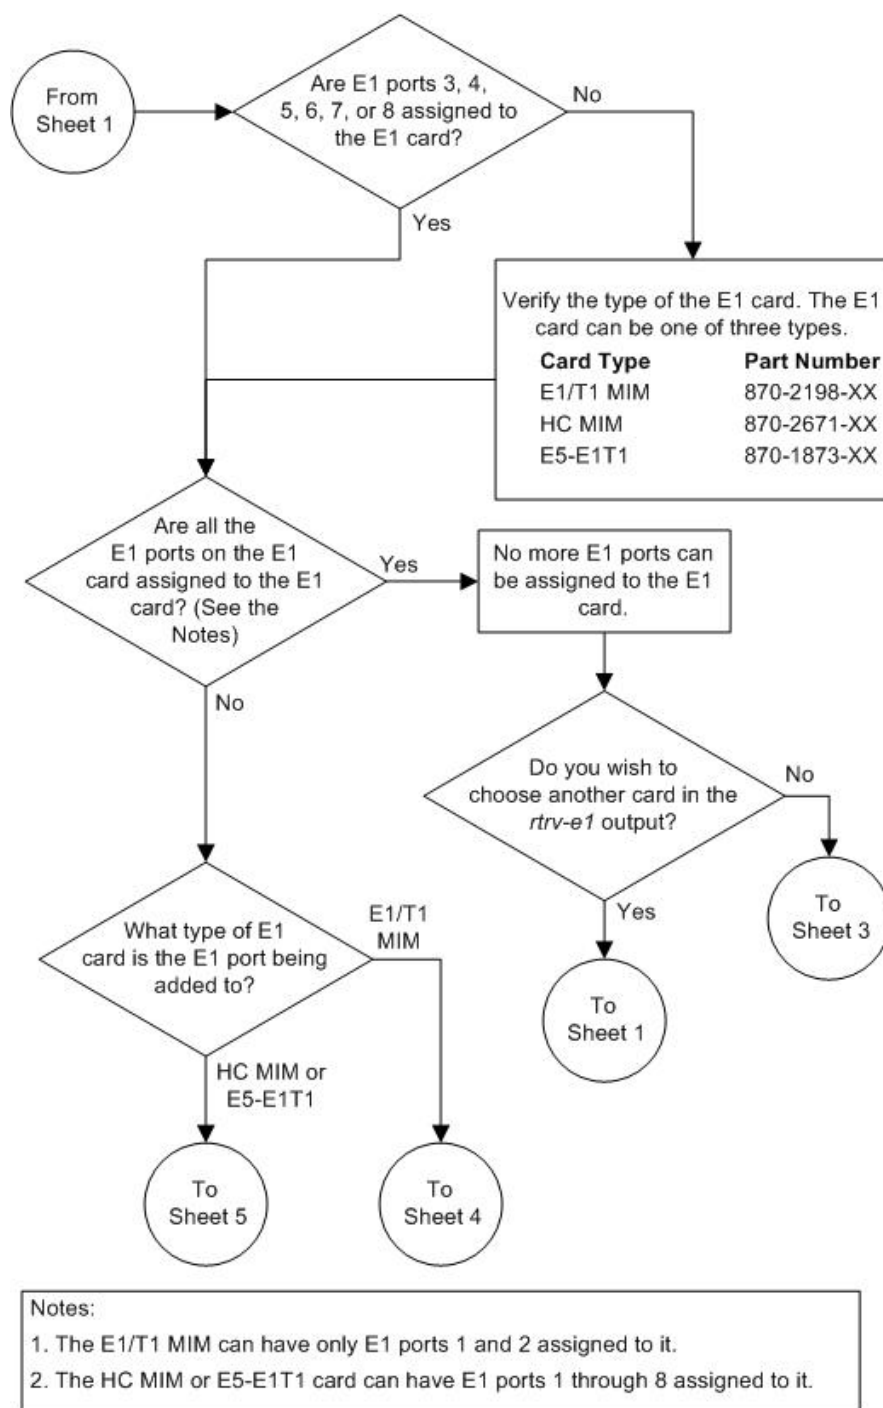 From
Sheet 1
Are E1 ports 3, 4,
5, 6, 7, or 8 assigned to
the E1 card?
No
Yes
Verify the type of the E1 card. The E1
card can be one of three types.
Card Type Part Number
E1/T1 MIM 870-2198-XX
HC MIM 870-2671-XX
E5-E1T1 870-1873-XX
Are all the
E1 ports on the E1
card assigned to the E1
card? (See the
Notes)
Yes
No
No more E1 ports can
be assigned to the E1
card.
Do you wish to
choose another card in the
rtrv-e1 output?
No
Yes
To
Sheet 3
To
Sheet 1
What type of E1
card is the E1 port being
added to?
E1/T1
MIM
HC MIM or
E5-E1T1
To
Sheet 5
To
Sheet 4
Notes:
1. The E1/T1 MIM can have only E1 ports 1 and 2 assigned to it.
2. The HC MIM or E5-E1T1 card can have E1 ports 1 through 8 assigned to it.